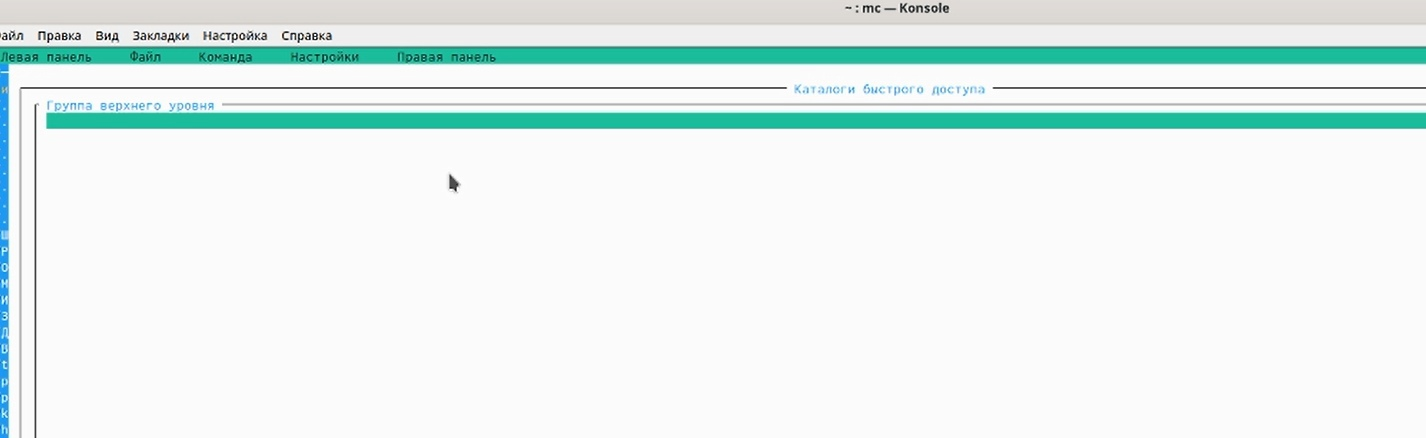 ~ : mc — Konsole
айл Правка Вид Закладки Настройка Справка
Левая панель Файл Команда Настройки Правая панель
Каталоги быстрого доступа
Группа верхнего уровня
и
Ш
Р
О
М
И
З
Д
В
t
p
p
k
h